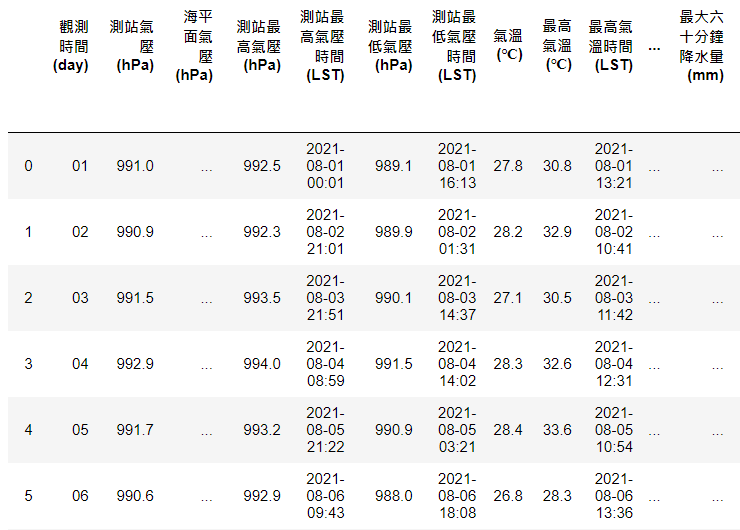 觀測時間(day) 測站氣壓(hPa) 海平面氣壓(hPa) 測站最高氣壓(hPa) 測站最高氣壓時間(LST) 測站最低氣壓(hPa) 測站最低氣壓時間(LST) 氣溫(℃) 最高氣溫(℃) 最高氣溫時間(LST) ... 最大六十分鐘降水量(mm)
0 01 991.0 ... 992.5 2021-08-01 00:01 989.1 2021-08-01 16:13 27.8 30.8 2021-08-01 13:21 ... ...
1 02 990.9 ... 992.3 2021-08-02 21:01 989.9 2021-08-02 01:31 28.2 32.9 2021-08-02 10:41 ... ...
2 03 991.5 ... 993.5 2021-08-03 21:51 990.1 2021-08-03 14:37 27.1 30.5 2021-08-03 11:42 ... ...
3 04 992.9 ... 994.0 2021-08-04 08:59 991.5 2021-08-04 14:02 28.3 32.6 2021-08-04 12:31 ... ...
4 05 991.7 ... 993.2 2021-08-05 21:22 990.9 2021-08-05 03:21 28.4 33.6 2021-08-05 10:54 ... ...
5 06 990.6 ... 992.9 2021-08-06 09:43 988.0 2021-08-06 18:08 26.8 28.3 2021-08-06 13:36 ... ...